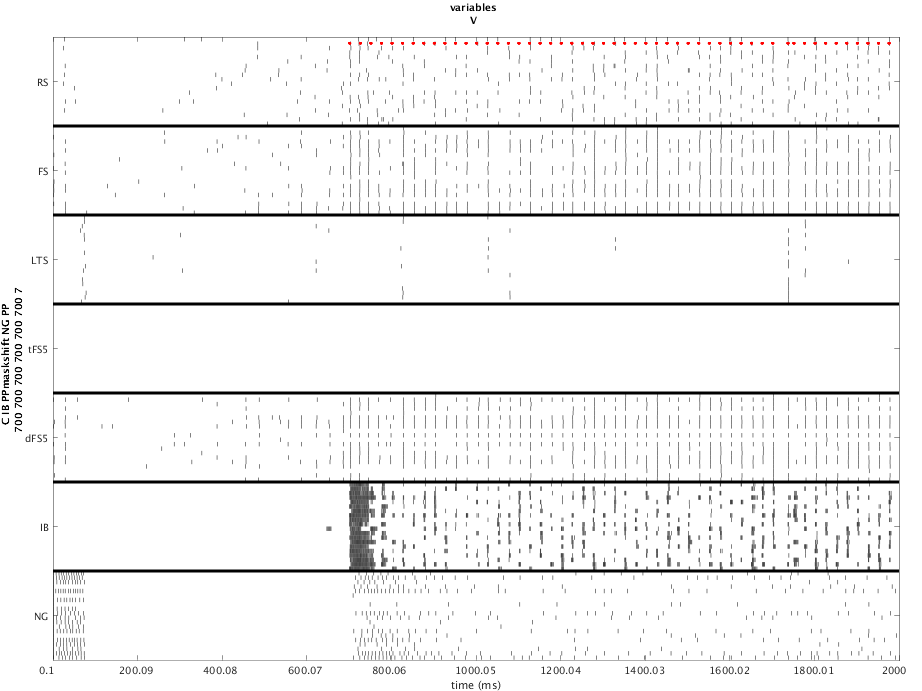 variables
V
RS
FS
LTS
tFS5
dFS5
IB
NG
C IB PPmaskshift NG PP
700 700 700 700 700 700 7
0.1 200.09 400.08 600.07 800.06 1000.05 1200.04 1400.03 1600.02 1800.01 2000
time (ms)